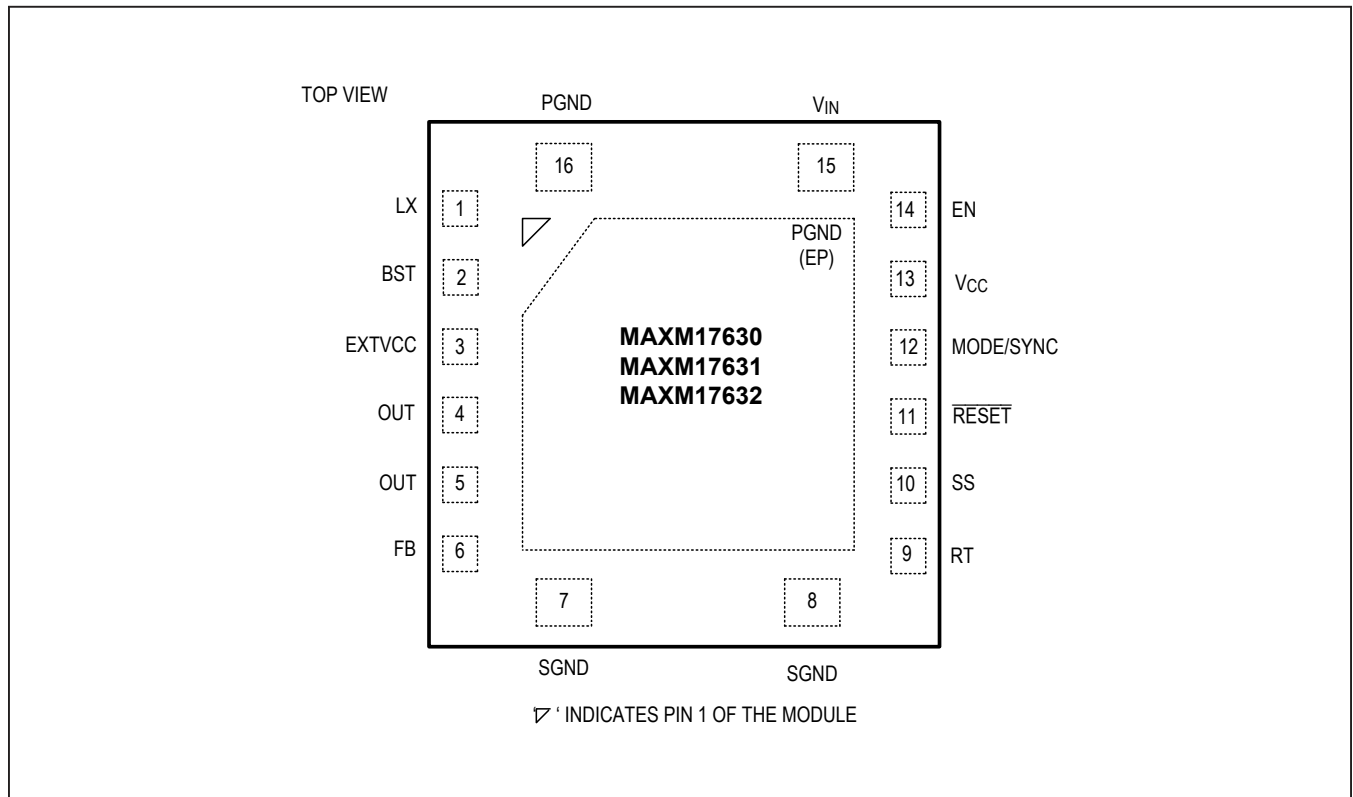 TOP VIEW
PGND
VIN
16
15
LX 1
14 EN
PGND
(EP)
BST 2
13 VCC
MAXM17630
MAXM17631
MAXM17632
EXTVCC 3
12 MODE/SYNC
OUT 4
11 RESET
OUT 5
10 SS
FB 6
9 RT
7
8
SGND
SGND
' ' INDICATES PIN 1 OF THE MODULE